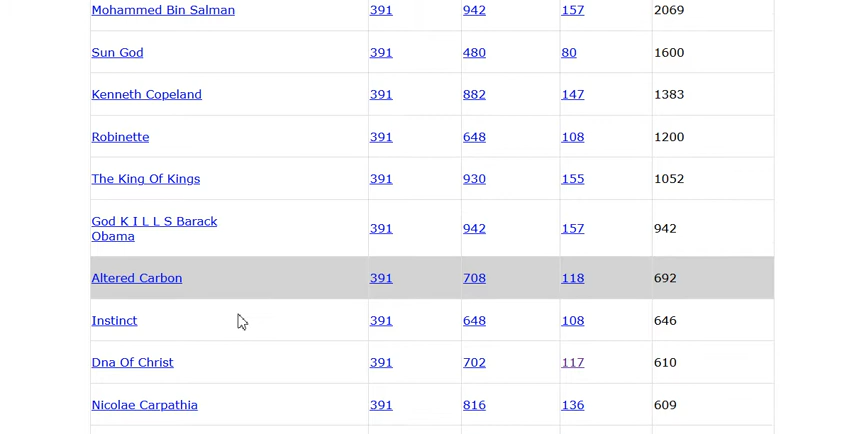 Mohammed Bin Salman 391 942 157 2069
Sun God 391 480 80 1600
Kenneth Copeland 391 882 147 1383
Robinette 391 648 108 1200
The King Of Kings 391 930 155 1052
God K I L L S Barack
Obama 391 942 157 942
Altered Carbon 391 708 118 692
Instinct 391 648 108 646
Dna Of Christ 391 702 117 610
Nicolae Carpathia 391 816 136 609